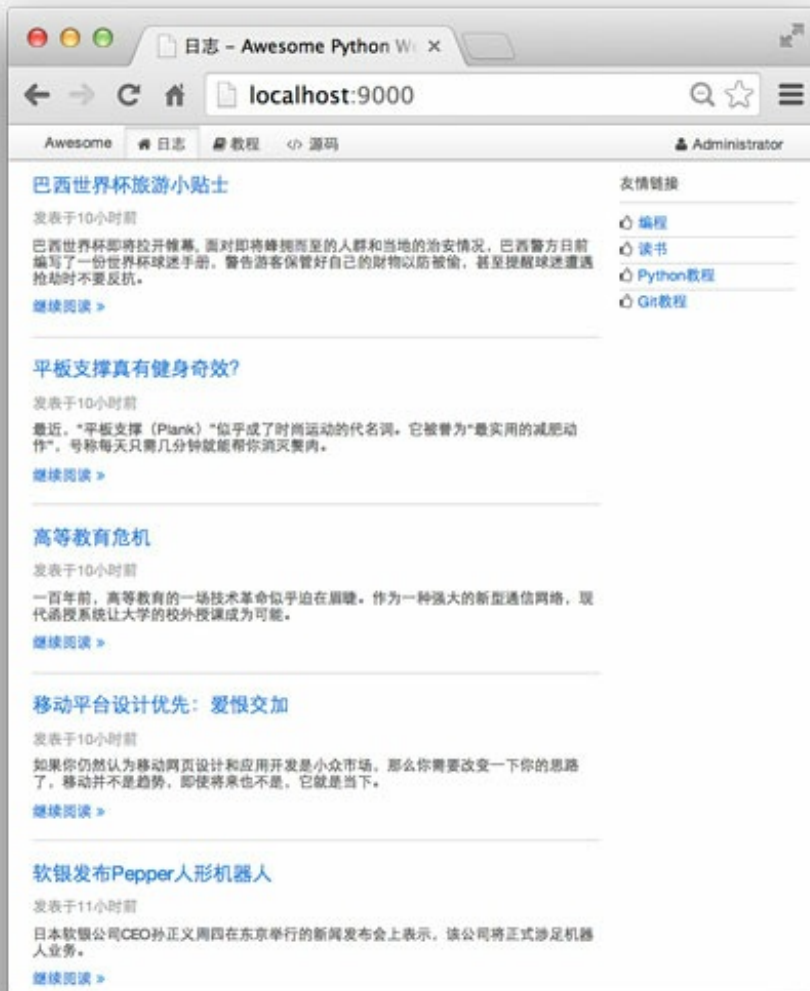 日志 – Awesome Python W
localhost:9000
Awesome 日志 教程 源码 Administrator
巴西世界杯旅游小贴士
发表于10小时前
巴西世界杯即将拉开帷幕, 面对即将蜂拥而至的人群和当地的治安情况, 巴西警方日前
编写了一份世界杯球迷手册, 警告游客保管好自己的财物以防被偷, 甚至提醒球迷遭遇
抢劫时不要反抗。
继续阅读 »
平板支撑真有健身奇效?
发表于10小时前
最近, “平板支撑（Plank）”似乎成了时尚运动的代名词。它被誉为“最实用的减肥动
作”, 号称每天只需几分钟就能帮你消灭赘肉。
继续阅读 »
高等教育危机
发表于10小时前
一百年前, 高等教育的一场技术革命似乎迫在眉睫。作为一种强大的新型通信网络, 现
代函授系统让大学的校外授课成为可能。
继续阅读 »
移动平台设计优先：爱恨交加
发表于10小时前
如果你仍然认为移动网页设计和应用开发是小众市场, 那么你需要改变一下你的思路
了, 移动并不是趋势, 即使将来也不是, 它就是当下。
继续阅读 »
软银发布Pepper人形机器人
发表于11小时前
日本软银公司CEO孙正义周四在东京举行的新闻发布会上表示, 该公司将正式涉足机器
人业务。
继续阅读 »
友情链接
编程
读书
Python教程
Git教程